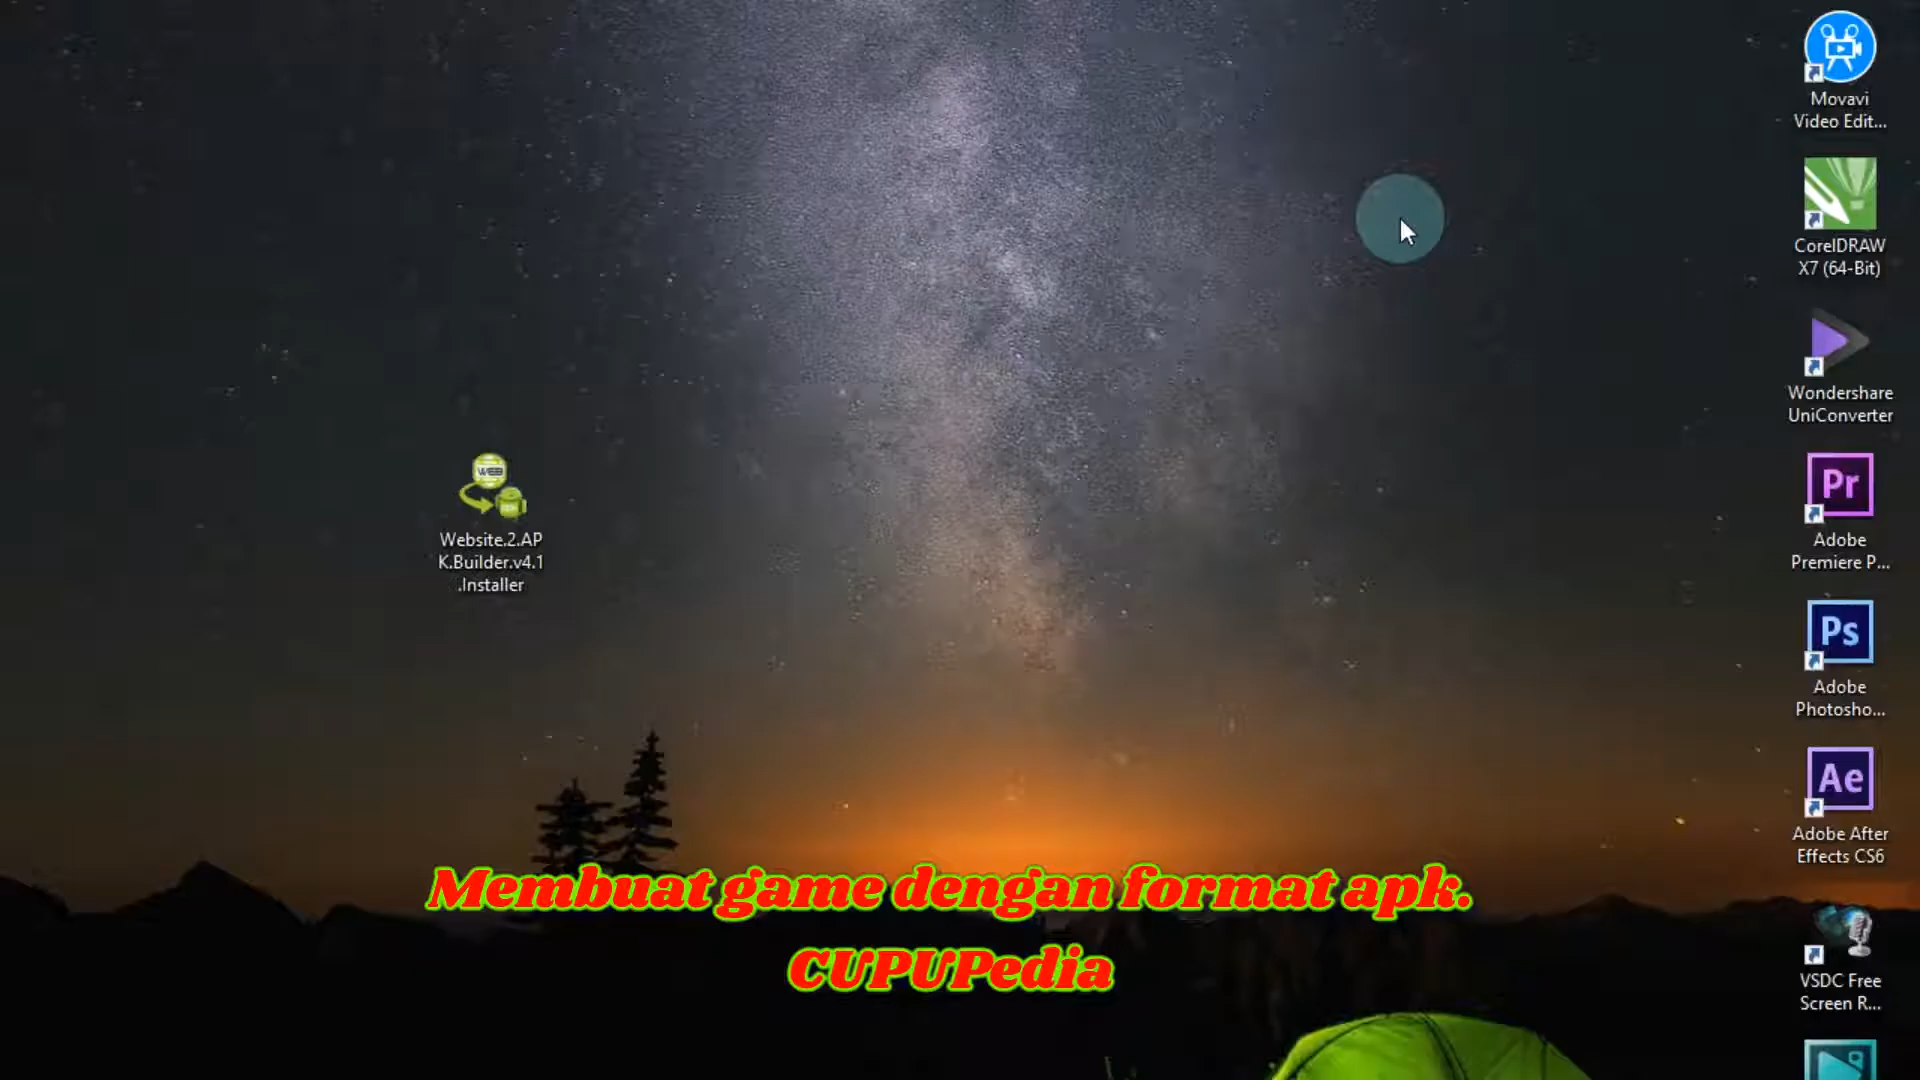 Movavi
Video Edit...
CorelDRAW
X7 (64-Bit)
Wondershare
UniConverter
Pr
Adobe
Premiere P...
Ps
Adobe
Photosho...
Ae
Adobe After
Effects CS6
VSDC Free
Screen R...
WEB
Website.2.AP
K.Builder.v4.1
.Installer
Membuat game dengan format apk.
CUPUPedia